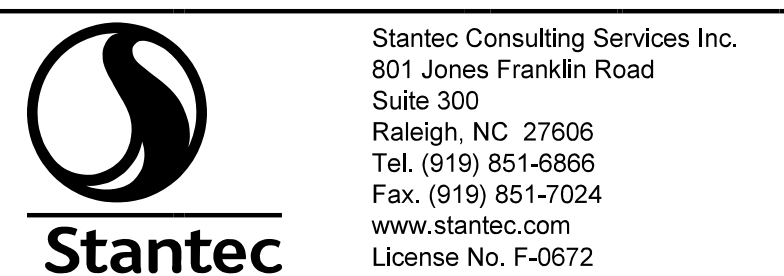 Stantec
Stantec Consulting Services Inc.
801 Jones Franklin Road
Suite 300
Raleigh, NC  27606
Tel. (919) 851-6866
Fax. (919) 851-7024
www.stantec.com
License No. F-0672